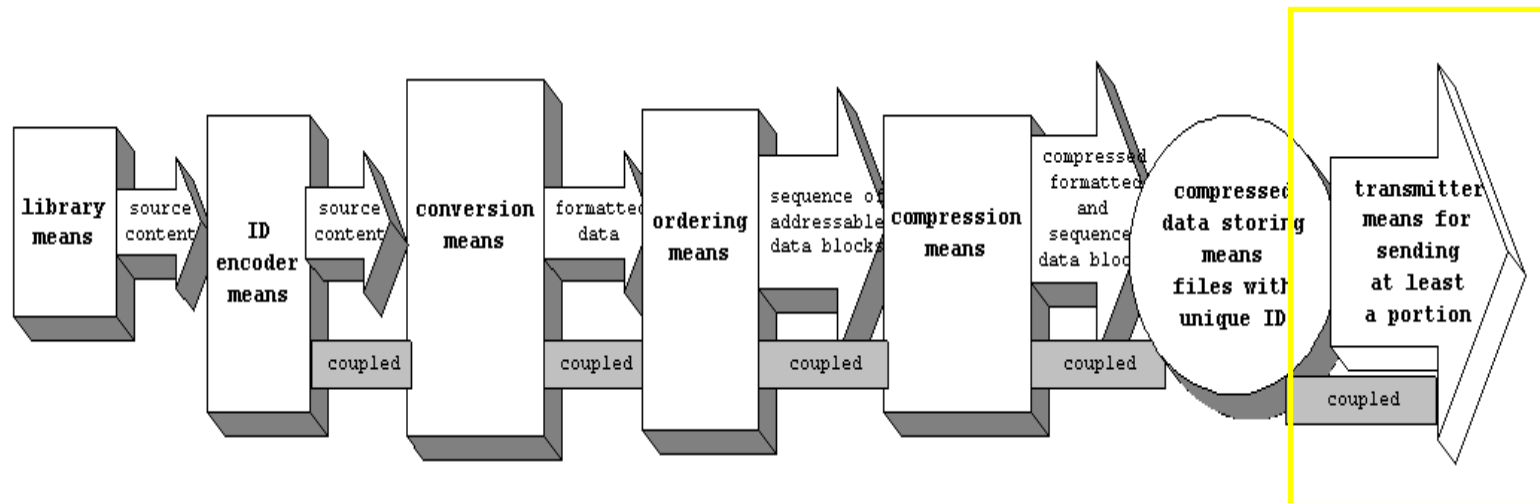 library
means
source
content
ID
encoder
means
source
content
coupled
conversion
means
formatted
data
coupled
ordering
means
sequence of
addressable
data blocks
coupled
compression
means
compressed
formatted
and
sequence
data bloc
coupled
compressed
data storing
means
files with
unique ID
transmitter
means for
sending
at least
a portion
coupled